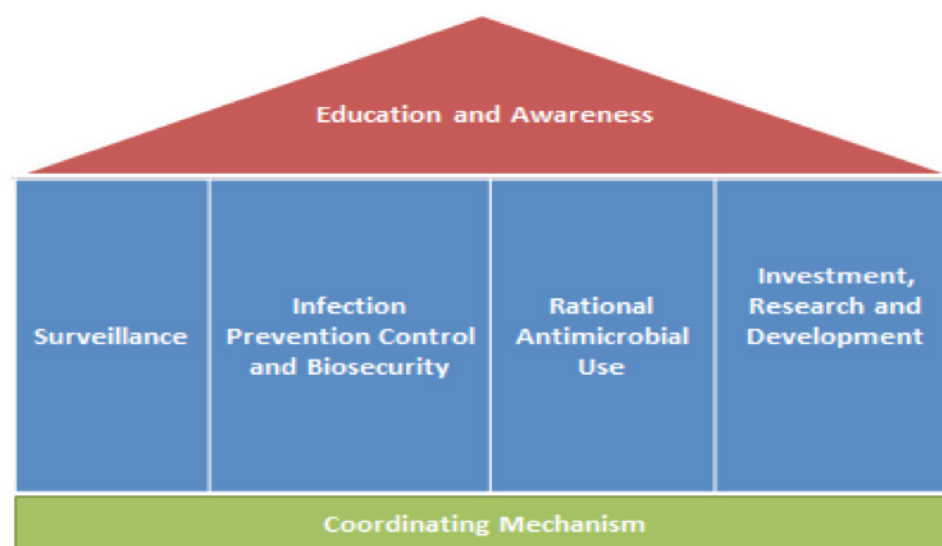 Education and Awareness
Surveillance
Infection
Prevention Control
and Biosecurity
Rational
Antimicrobial
Use
Investment,
Research and
Development
Coordinating Mechanism